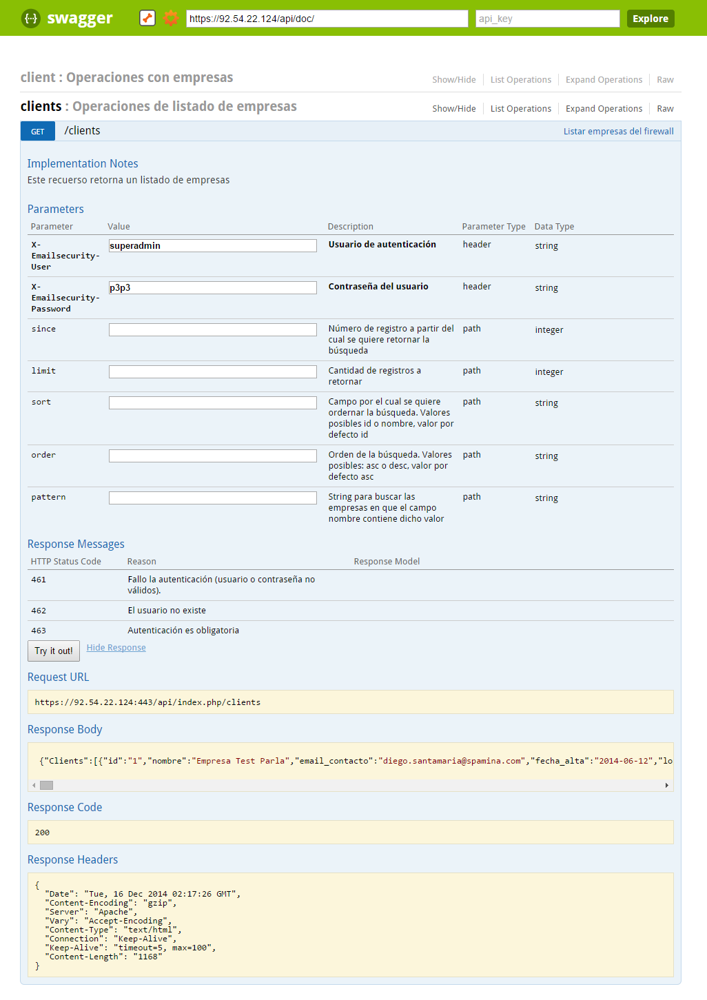 swagger
https://92.54.22.124/api/doc/
api_key
Explore
client : Operaciones con empresas
Show/Hide
List Operations
Expand Operations
Raw
clients : Operaciones de listado de empresas
Show/Hide
List Operations
Expand Operations
Raw
GET
/clients
Listar empresas del firewall
Implementation Notes
Este recuerso retorna un listado de empresas
Parameters
Parameter
Value
Description
Parameter Type
Data Type
X-
Emailsecurity-
User
superadmin
Usuario de autenticación
header
string
X-
Emailsecurity-
Password
p3p3
Contraseña del usuario
header
string
since
Número de registro a partir del
cual se quiere retornar la
búsqueda
path
integer
limit
Cantidad de registros a
retornar
path
integer
sort
Campo por el cual se quiere
ordernar la búsqueda. Valores
posibles id o nombre, valor por
defecto id
path
string
order
Orden de la búsqueda. Valores
posibles: asc o desc, valor por
defecto asc
path
string
pattern
String para buscar las
empresas en que el campo
nombre contiene dicho valor
path
string
Response Messages
HTTP Status Code
Reason
Response Model
461
Fallo la autenticación (usuario o contraseña no
válidos).
462
El usuario no existe
463
Autenticación es obligatoria
Try it out!
Hide Response
Request URL
https://92.54.22.124:443/api/index.php/clients
Response Body
{"Clients":[{"id":"1","nombre":"Empresa Test Parla","email_contacto":"diego.santamaria@spamina.com","fecha_alta":"2014-06-12","lo
Response Code
200
Response Headers
{
"Date": "Tue, 16 Dec 2014 02:17:26 GMT",
"Content-Encoding": "gzip",
"Server": "Apache",
"Vary": "Accept-Encoding",
"Content-Type": "text/html",
"Connection": "Keep-Alive",
"Keep-Alive": "timeout=5, max=100",
"Content-Length": "1168"
}